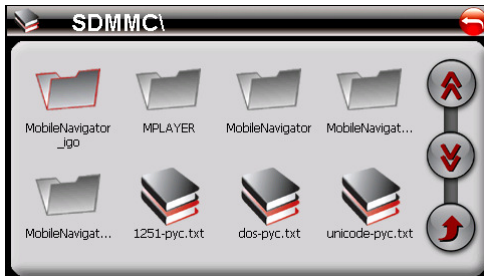 SDMMC\
MobileNavigator
_igo
MPLAYER
MobileNavigator
MobileNavigat...
MobileNavigat...
1251-pyc.txt
dos-pyc.txt
unicode-pyc.txt